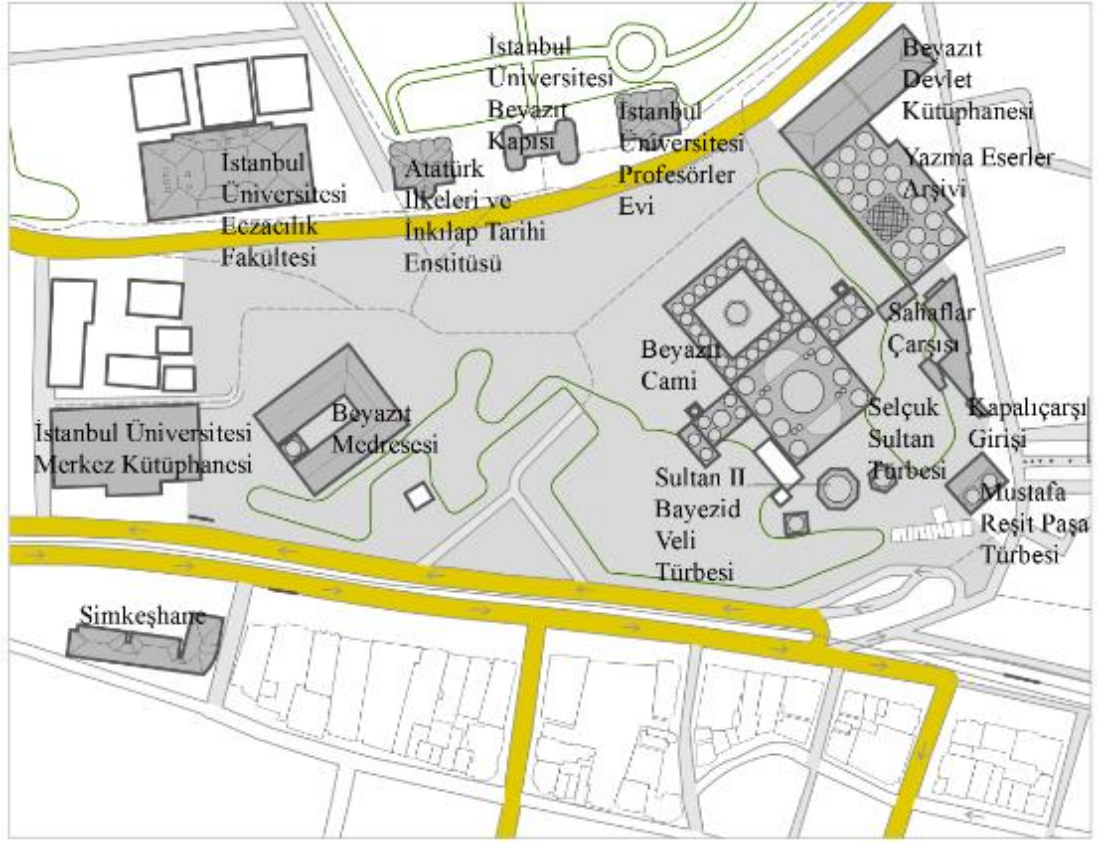 İstanbul
Üniversitesi
Beyazıt
Kapısı
Beyazıt
Devlet
Kütüphanesi
İstanbul
Üniversitesi
Profesörler
Evi
İstanbul
Üniversitesi
Eczacılık
Fakültesi
Atatürk
İlkeleri ve
İnkılap Tarihi
Enstitüsü
Yazma Eserler
Arşivi
Sahaflar
Çarşısı
Beyazıt
Cami
Beyazıt
Medresesi
Selçuk
Sultan
Türbesi
Kapalıçarşı
Girişi
İstanbul Üniversitesi
Merkez Kütüphanesi
Sultan II
Bayezid
Veli
Türbesi
Mustafa
Reşit Paşa
Türbesi
Simkeşhane